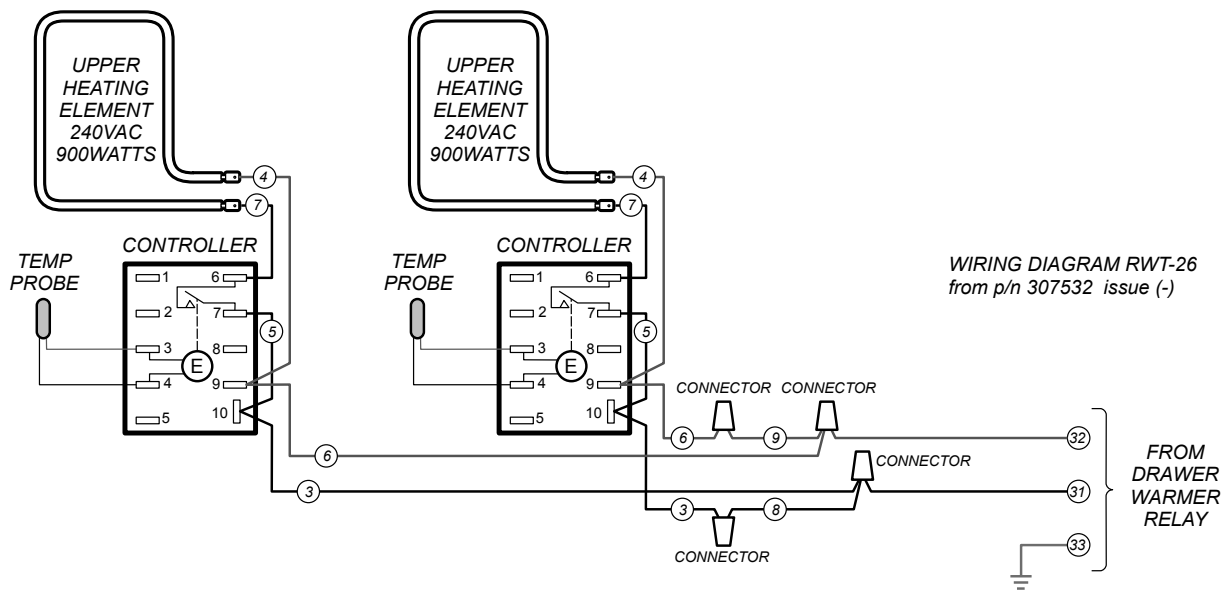 UPPER
HEATING
ELEMENT
240VAC
900WATTS
4
7
UPPER
HEATING
ELEMENT
240VAC
900WATTS
4
7
TEMP
PROBE
CONTROLLER
1
2
3
4
5
6
7
8
9
10
E
5
TEMP
PROBE
CONTROLLER
1
2
3
4
5
6
7
8
9
10
E
5
WIRING DIAGRAM RWT-26
from p/n 307532 issue (-)
CONNECTOR
CONNECTOR
6
9
32
6
CONNECTOR
3
31
3
8
CONNECTOR
33
FROM
DRAWER
WARMER
RELAY